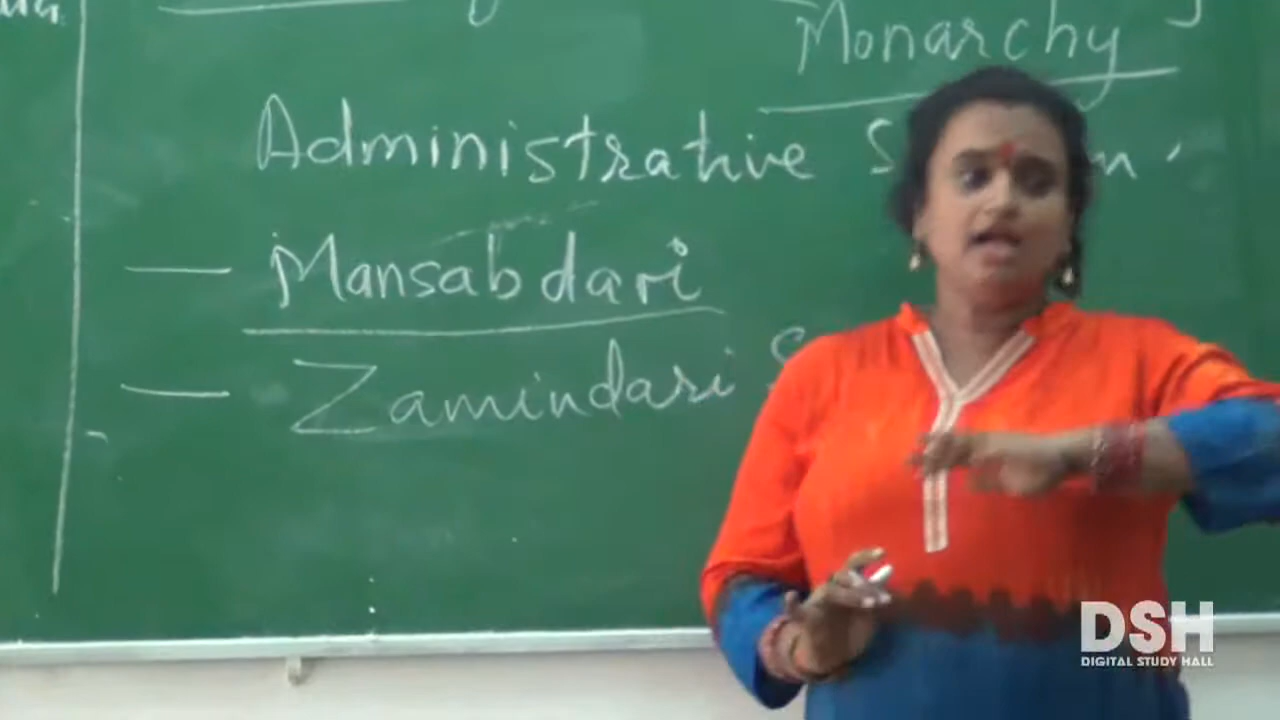 Monarchy
Administrative
— Mansabdari
— Zamindari
DSH
DIGITAL STUDY HALL